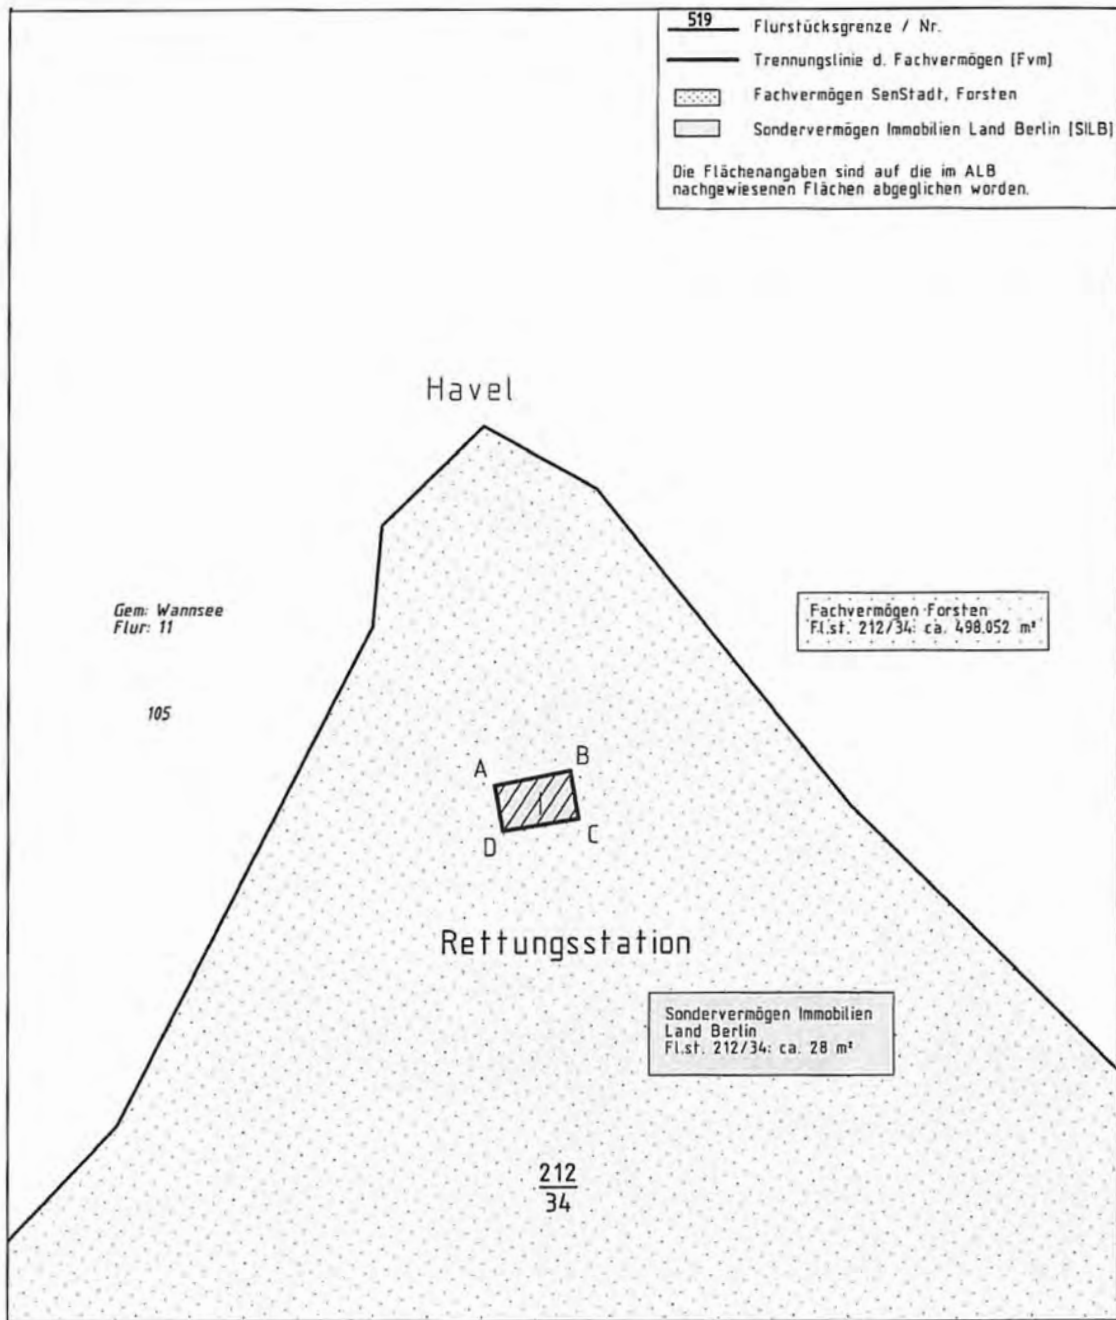 519
Flurstücksgrenze / Nr.
Trennungslinie d. Fachvermögen [Fvm]
Fachvermögen SenStadt, Forsten
Sondervermögen Immobilien Land Berlin [SILB]
Die Flächenangaben sind auf die im ALB
nachgewiesenen Flächen abgeglichen worden.
Havel
Gem: Wannsee
Flur: 11
105
Fachvermögen Forsten
Fl.st. 212/34: ca. 498.052 m²
A
B
I
D
C
Rettungsstation
Sondervermögen Immobilien
Land Berlin
Fl.st. 212/34: ca. 28 m²
212
34